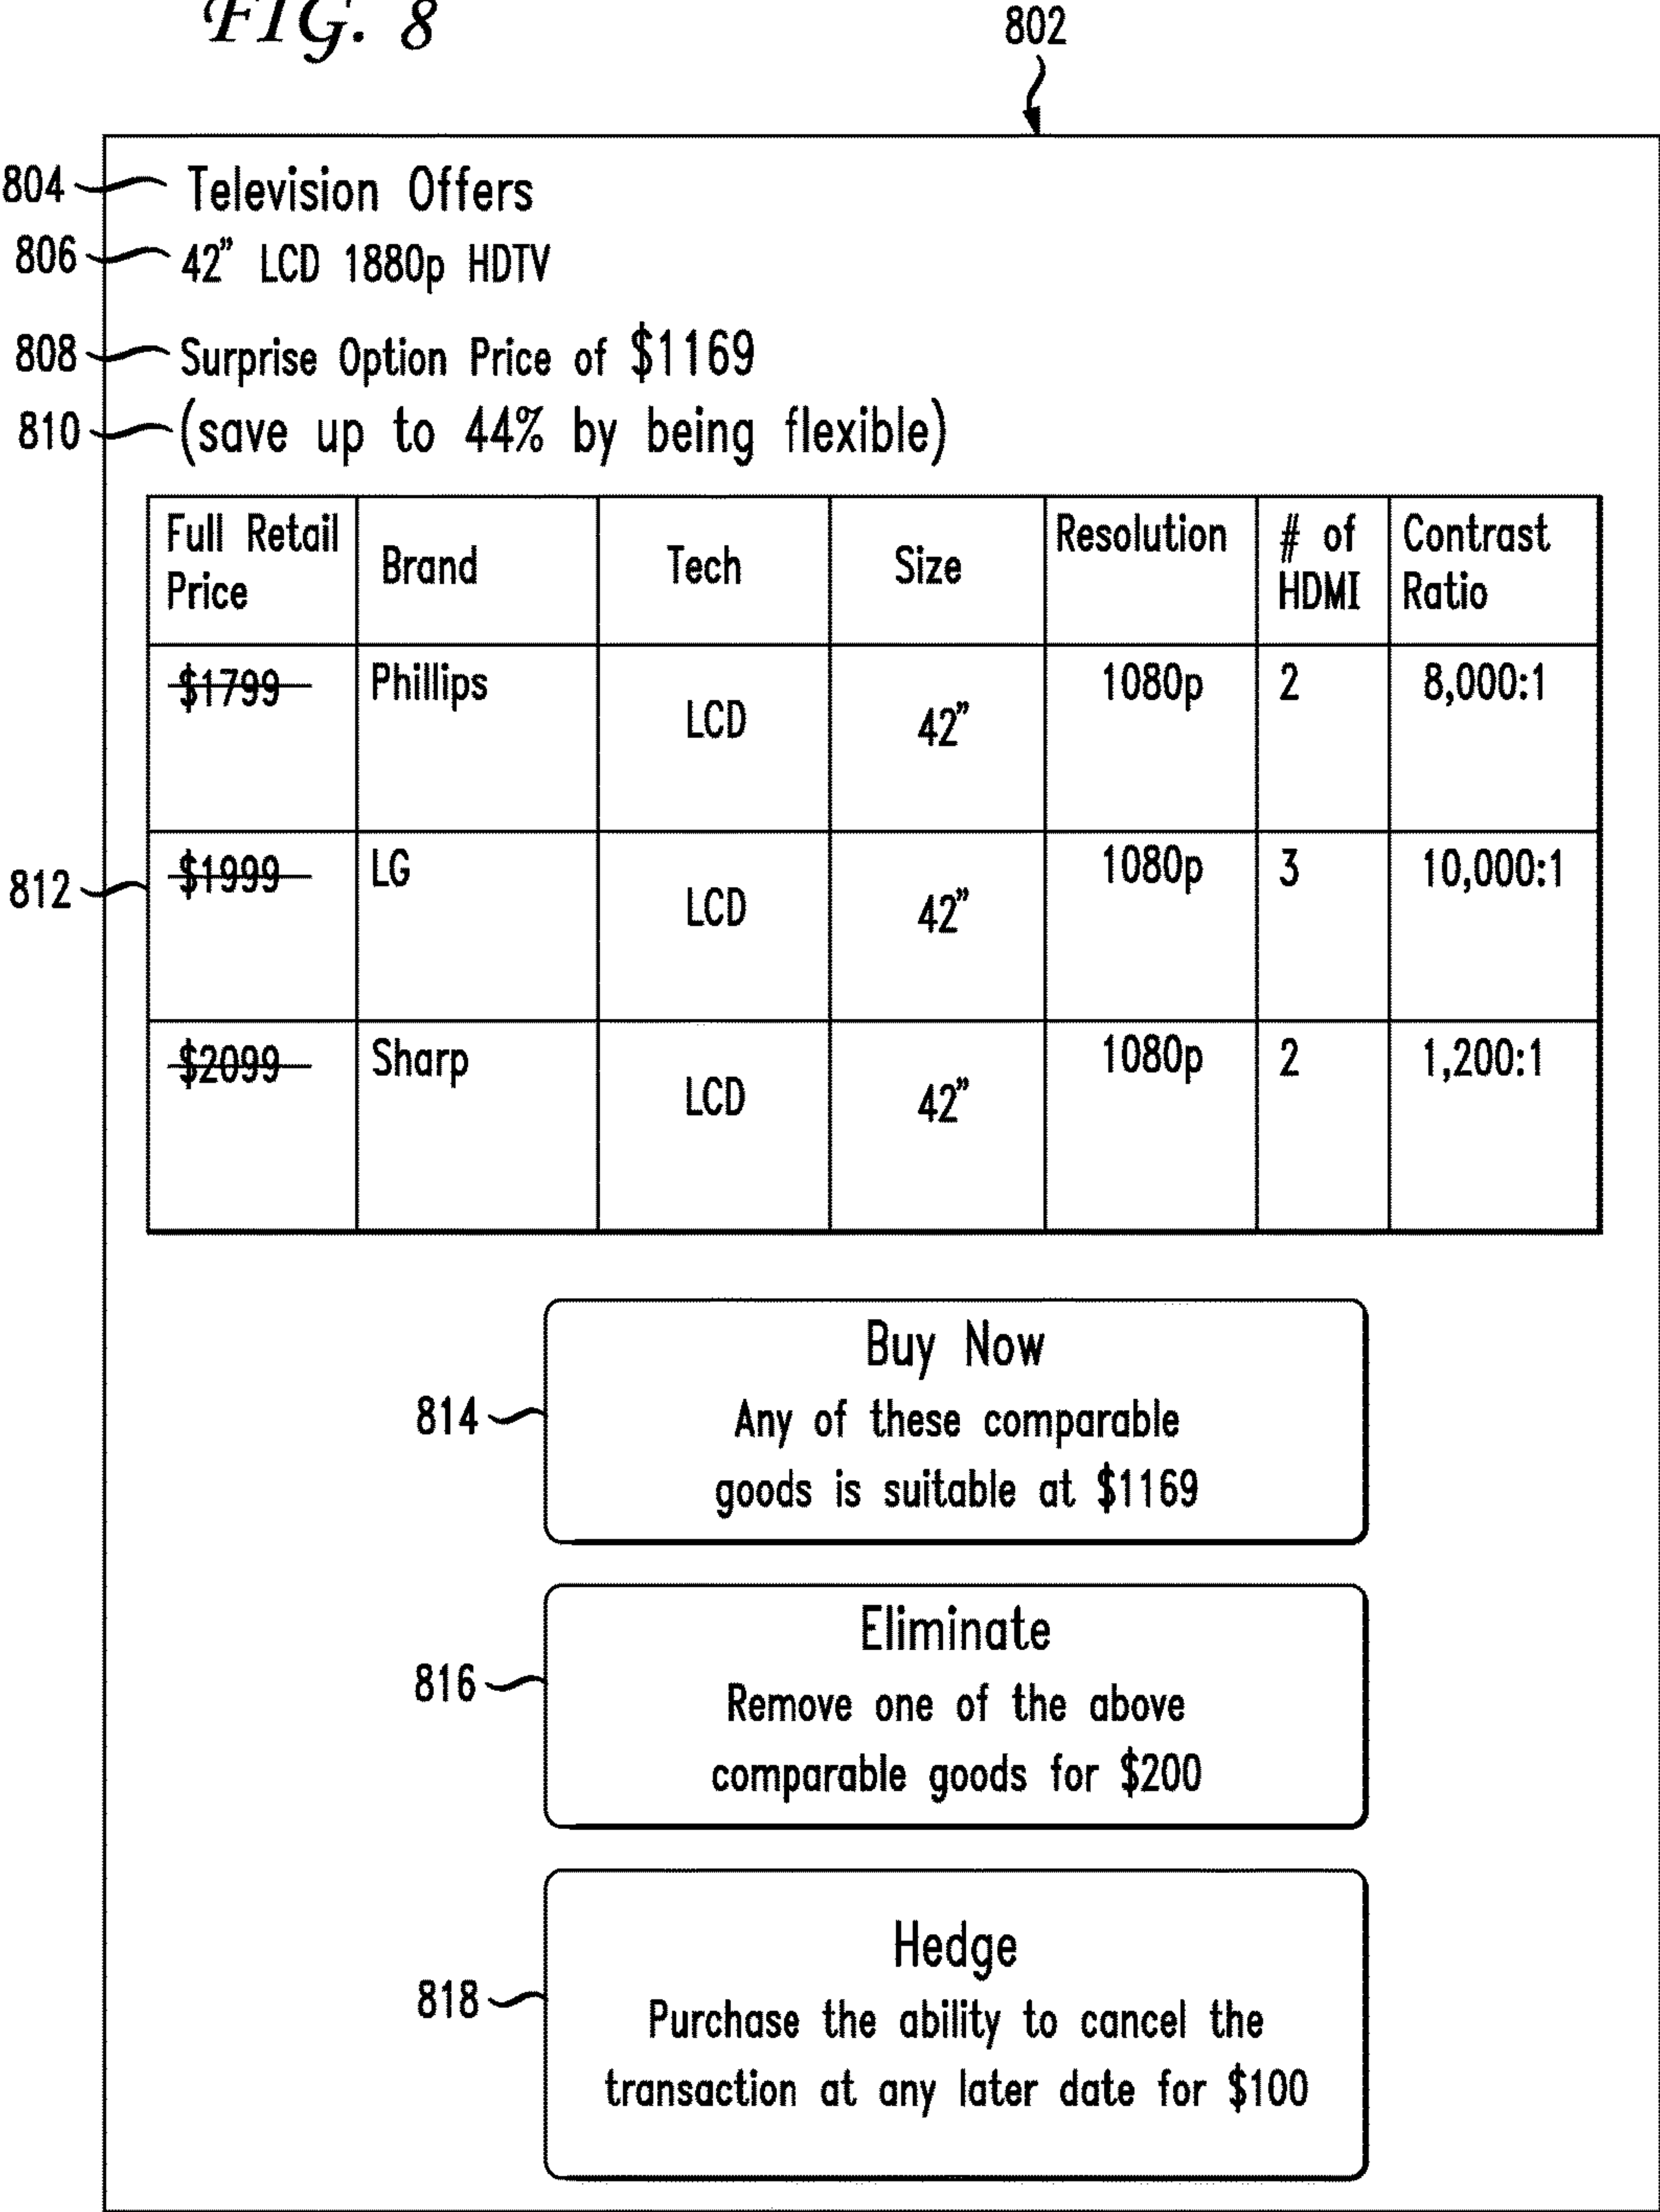 FIG. 8
802
804 Television Offers
806 42” LCD 1880p HDTV
808 Surprise Option Price of $1169
810 (save up to 44% by being flexible)
Full Retail Price Brand Tech Size Resolution # of HDMI Contrast Ratio
$1799 Phillips LCD 42” 1080p 2 8,000:1
812 $1999 LG LCD 42” 1080p 3 10,000:1
$2099 Sharp LCD 42” 1080p 2 1,200:1
Buy Now
814 Any of these comparable
goods is suitable at $1169
Eliminate
816 Remove one of the above
comparable goods for $200
Hedge
818 Purchase the ability to cancel the
transaction at any later date for $100